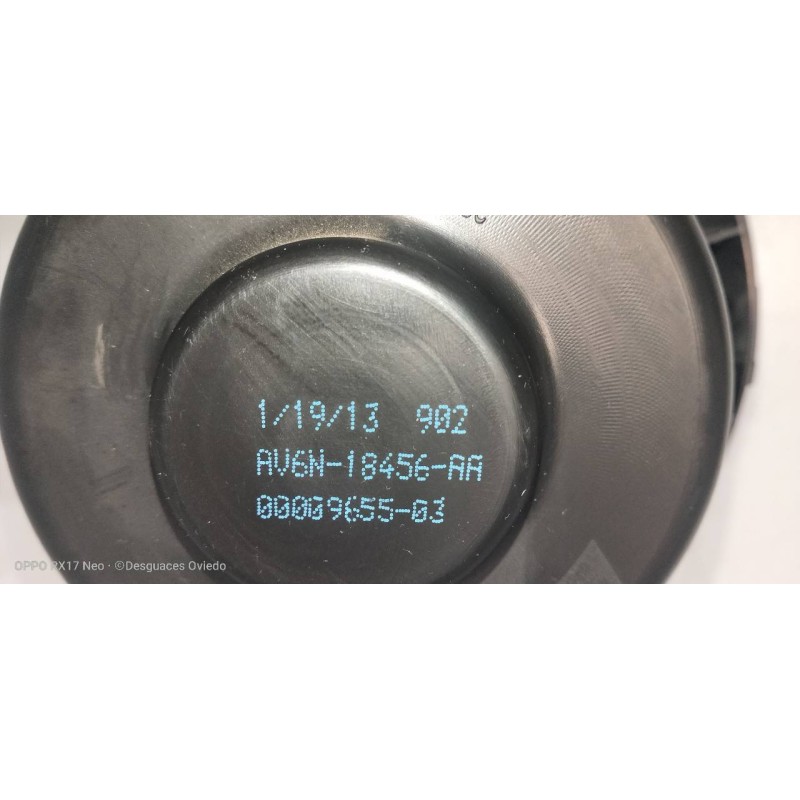 1/19/13 902
AV6N-18456-AA
00009655-03
OPPO RX17 Neo · ©Desguaces Oviedo